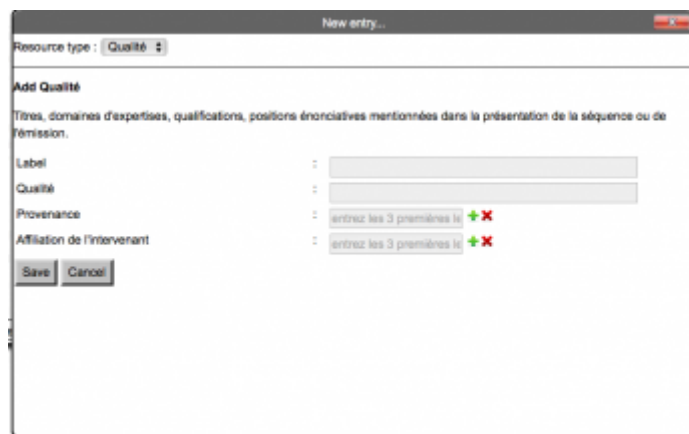 New entry...
Resource type : Qualité
Add Qualité
Titres, domaines d'expertises, qualifications, positions énonciatives mentionnées dans la présentation de la séquence ou de
l'émission.
Label :
Qualité :
Provenance : entrez les 3 premières le
Affiliation de l'intervenant : entrez les 3 premières le
Save Cancel